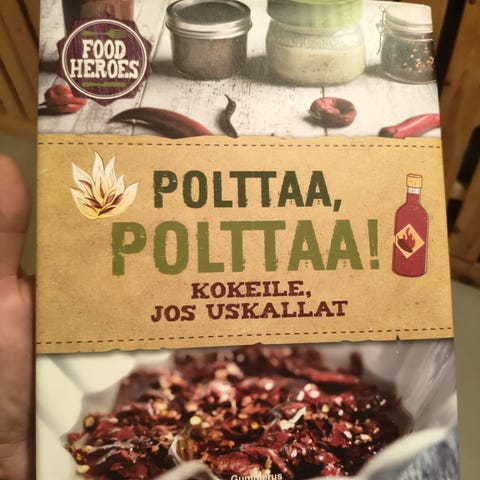 FOOD
HEROES
POLTTAA,
POLTTAA!
KOKEILE,
JOS USKALLAT
Gummerus